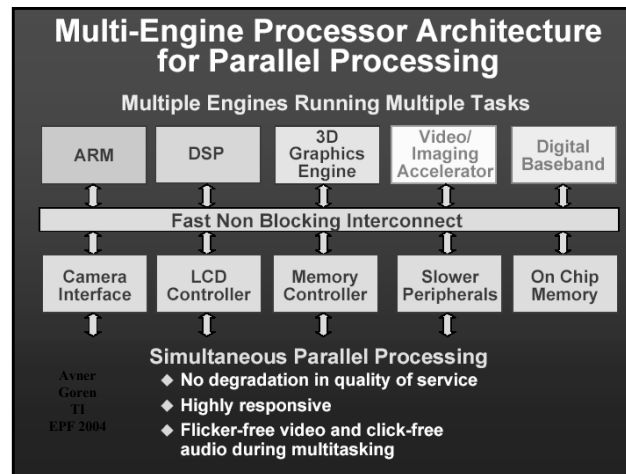 Multi-Engine Processor Architecture
for Parallel Processing
Multiple Engines Running Multiple Tasks
ARM
DSP
3D
Graphics
Engine
Video/
Imaging
Accelerator
Digital
Baseband
Fast Non Blocking Interconnect
Camera
Interface
LCD
Controller
Memory
Controller
Slower
Peripherals
On Chip
Memory
Simultaneous Parallel Processing
◆ No degradation in quality of service
◆ Highly responsive
◆ Flicker-free video and click-free
audio during multitasking
Avner
Goren
TI
EPF 2004